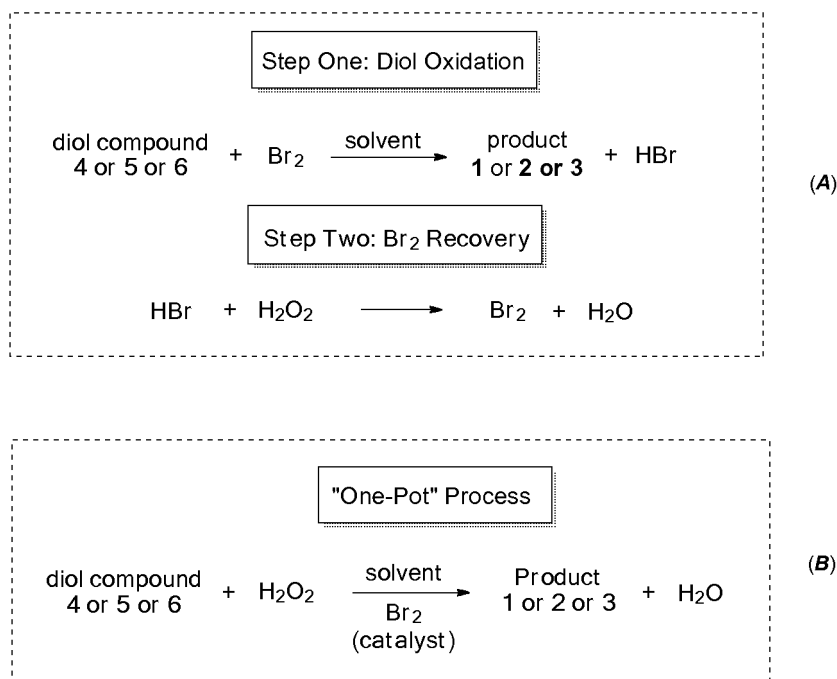 Step One: Diol Oxidation
diol compound
4 or 5 or 6 + Br₂ solvent product
1 or 2 or 3 + HBr
(A)
Step Two: Br₂ Recovery
HBr + H₂O₂ Br₂ + H₂O
"One-Pot" Process
diol compound
4 or 5 or 6 + H₂O₂ solvent
Br₂
(catalyst)
Product
1 or 2 or 3 + H₂O
(B)